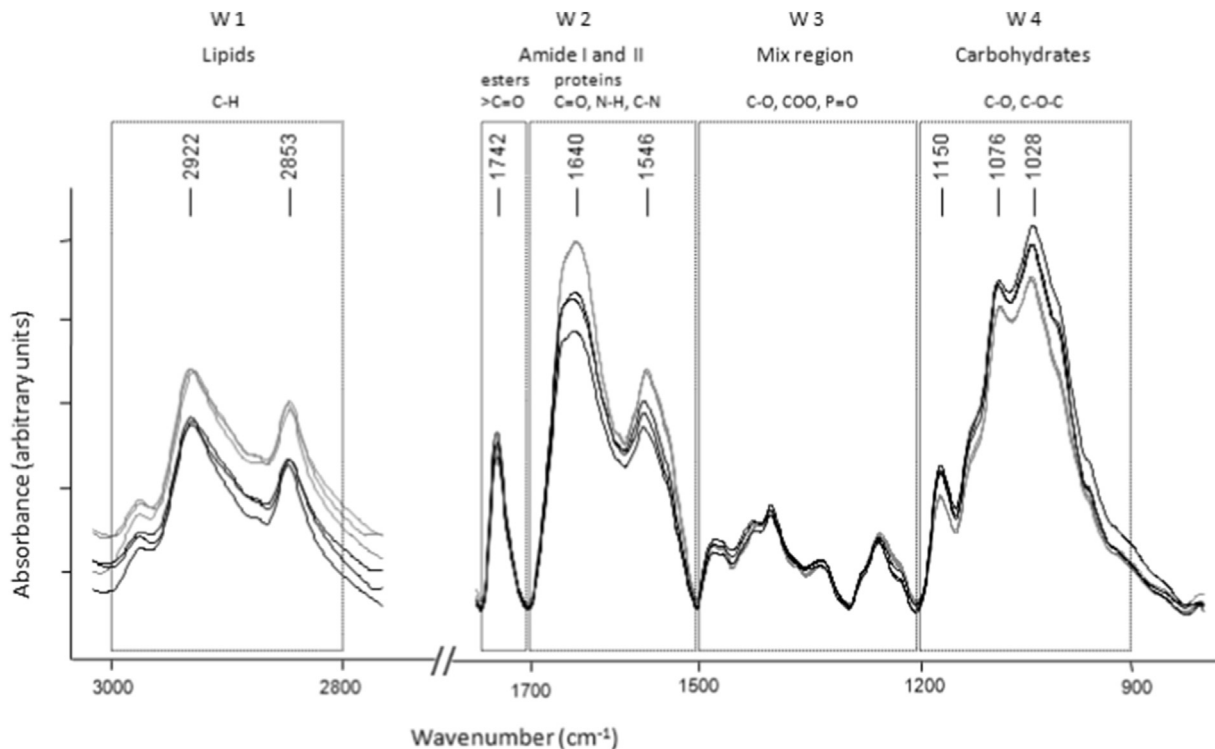 W 1 W 2 W 3 W 4
Lipids Amide I and II Mix region Carbohydrates
esters proteins
C-H >C=O C=O, N-H, C-N C-O, COO, P=O C-O, C-O-C
2922 2853 1742 1640 1546 1150 1076 1028
Absorbance (arbitrary units)
3000 2800 1700 1500 1200 900
Wavenumber (cm⁻¹)